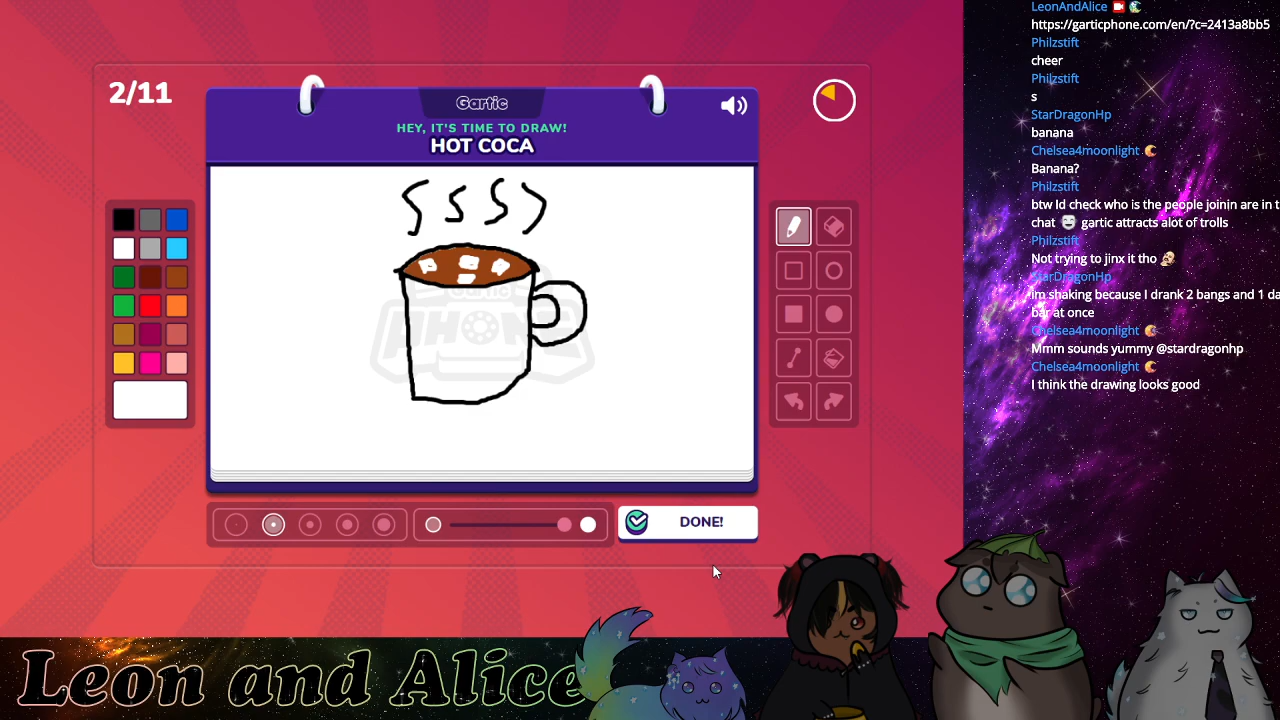 2/11
Gartic
HEY, IT'S TIME TO DRAW!
HOT COCA
Gartic
PHONE
DONE!
LeonAndAlice
https://garticphone.com/en/?c=2413a8bb5
Philzstift
cheer
Philzstift
s
StarDragonHp
banana
Chelsea4moonlight
Banana?
Philzstift
btw Id check who is the people joinin are in t
chat gartic attracts alot of trolls
Philzstift
Not trying to jinx it tho
StarDragonHp
im shaking because I drank 2 bangs and 1 da
bar at once
Chelsea4moonlight
Mmm sounds yummy @stardragonhp
Chelsea4moonlight
I think the drawing looks good
Leon and Alice